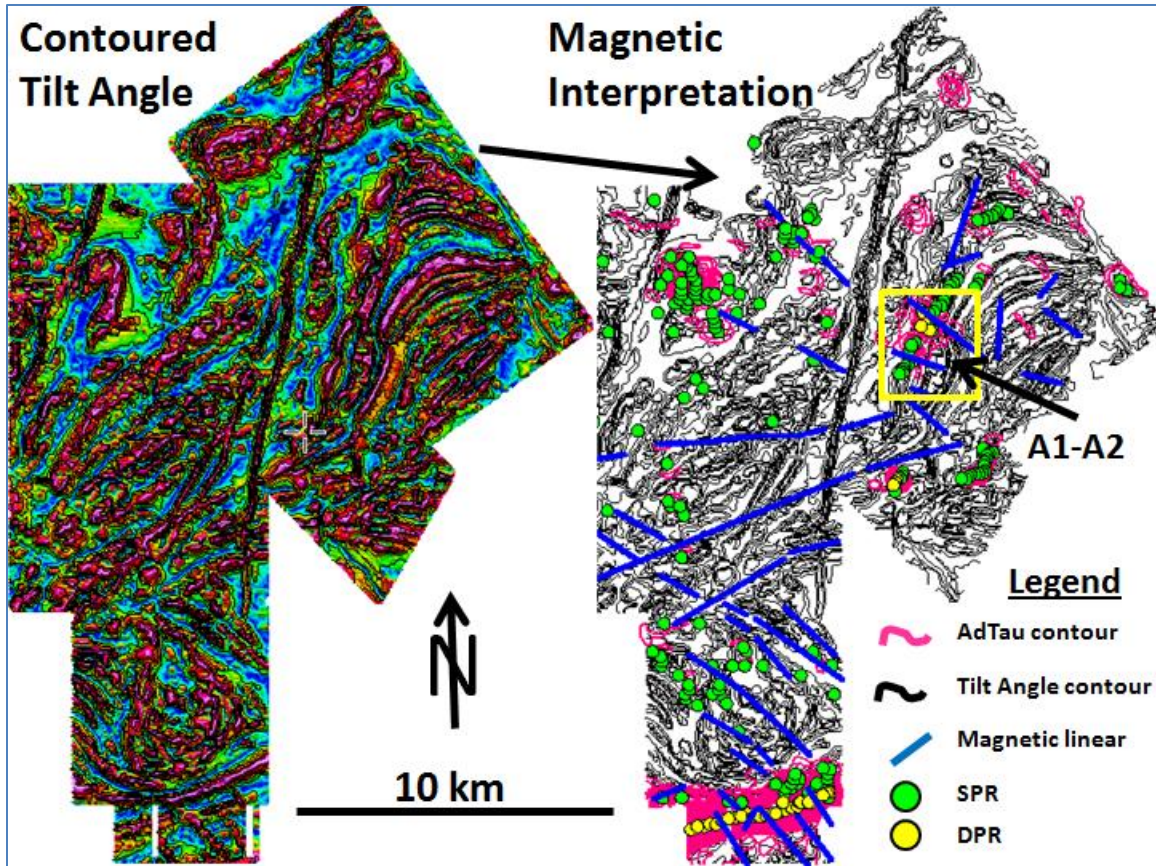 Contoured
Tilt Angle
Magnetic
Interpretation
A1-A2
N
10 km
Legend
AdTau contour
Tilt Angle contour
Magnetic linear
SPR
DPR